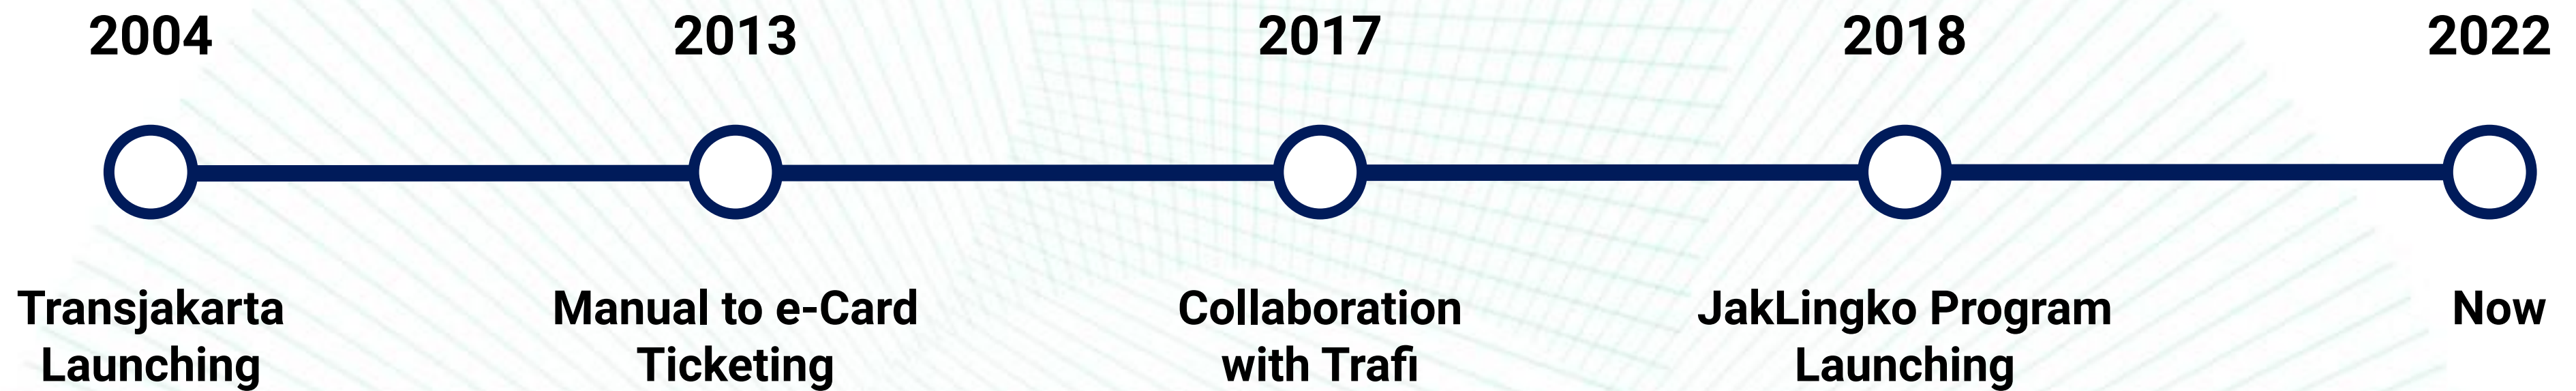 2004
2013
2017
2018
2022
Transjakarta
Launching
Manual to e-Card
Ticketing
Collaboration
with Trafi
JakLingko Program
Launching
Now